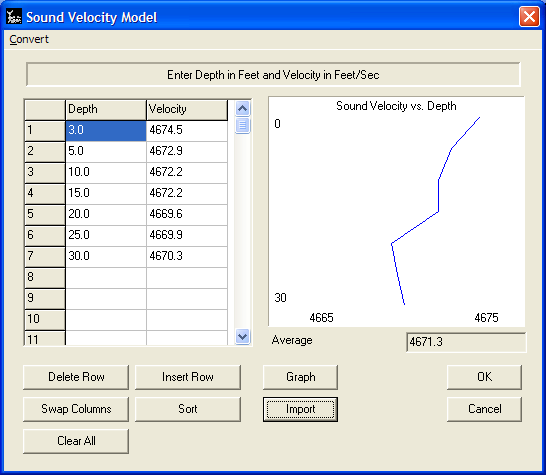 Sound Velocity Model
Convert
Enter Depth in Feet and Velocity in Feet/Sec
Depth Velocity
1 3.0 4674.5
2 5.0 4672.9
3 10.0 4672.2
4 15.0 4672.2
5 20.0 4669.6
6 25.0 4669.9
7 30.0 4670.3
8
9
10
11
Sound Velocity vs. Depth
0
30
4665 4675
Average 4671.3
Delete Row Insert Row Graph OK
Swap Columns Sort Import Cancel
Clear All